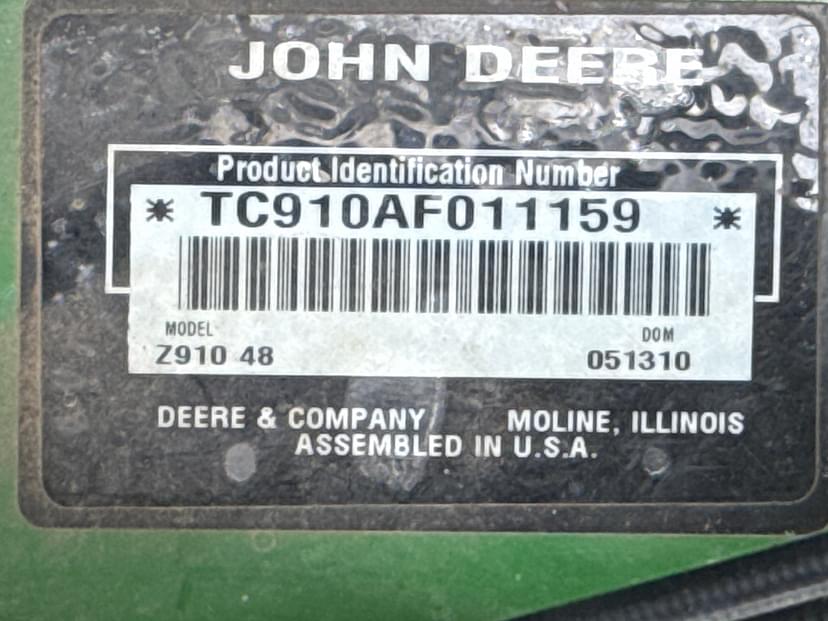 JOHN DEERE
Product Identification Number
* TC910AF011159 *
MODEL DOM
Z910 48 051310
DEERE & COMPANY MOLINE, ILLINOIS
ASSEMBLED IN U.S.A.